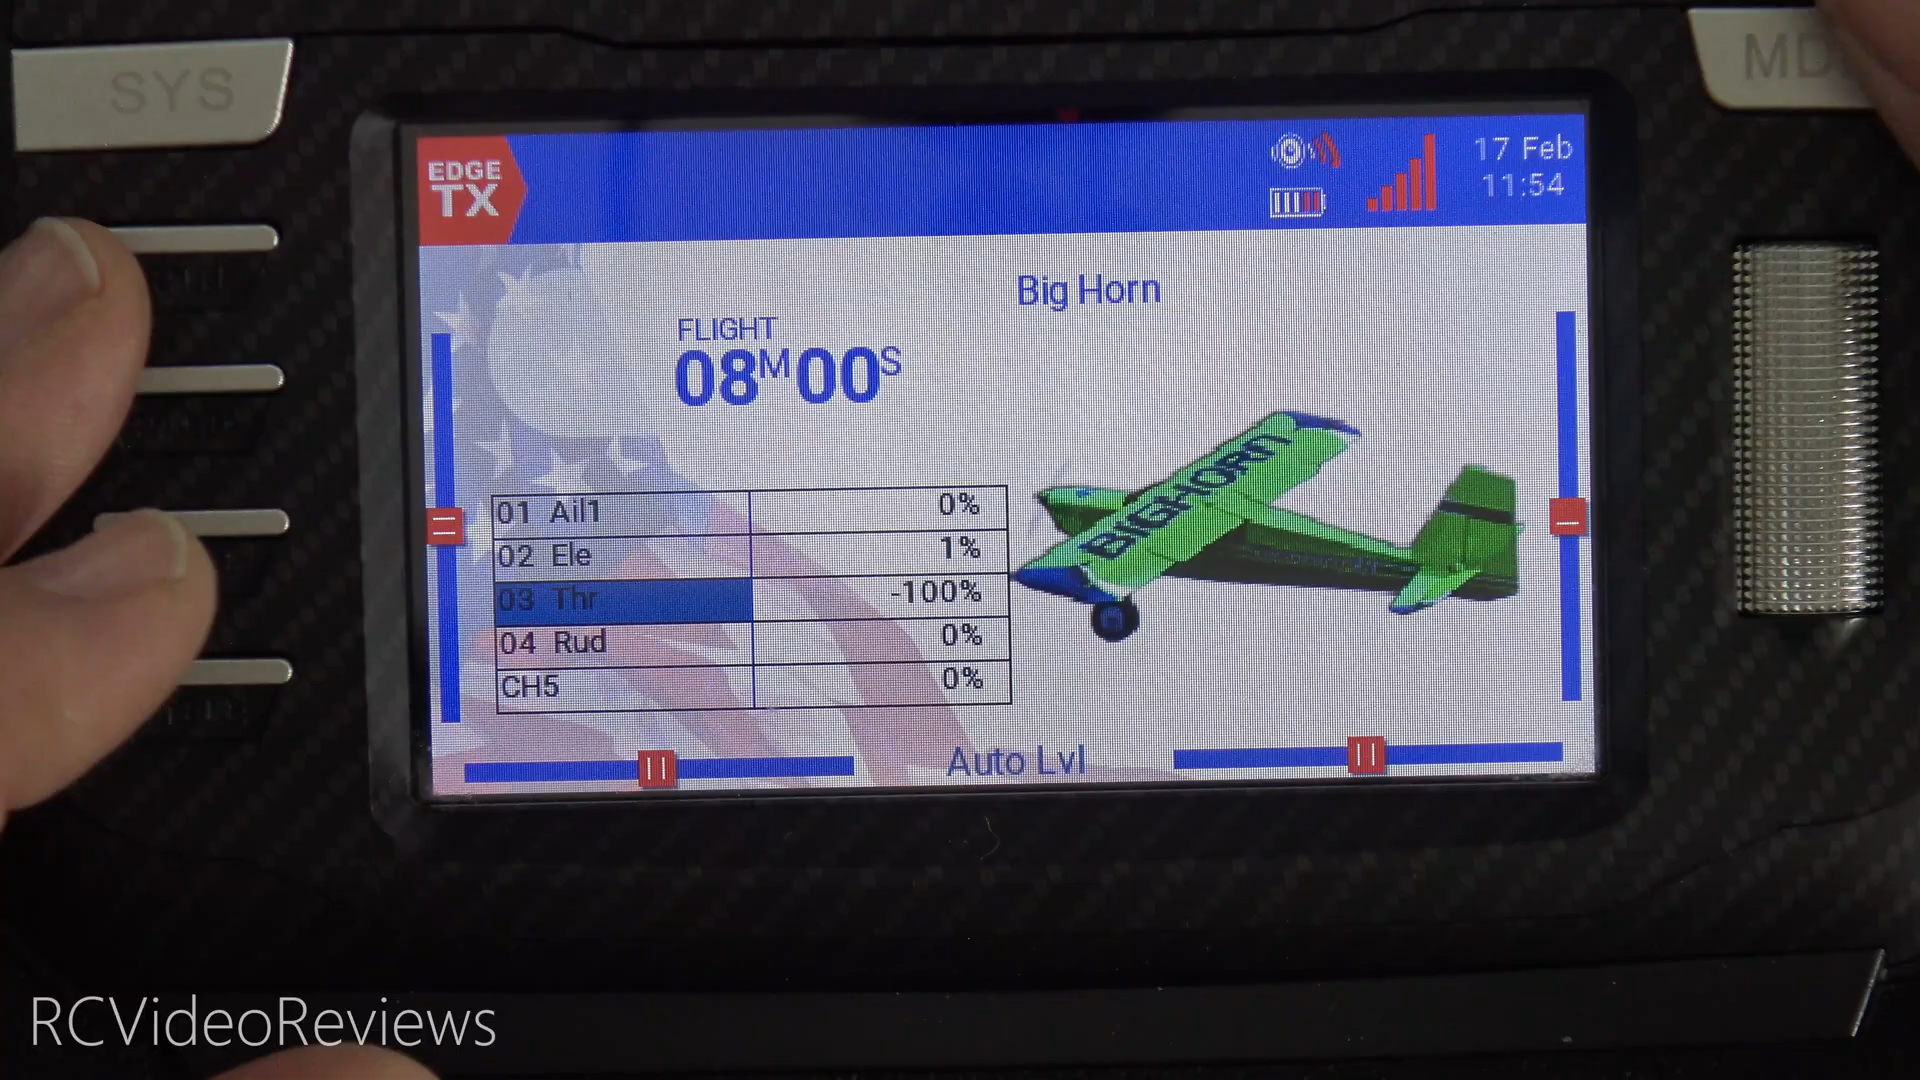 SYS
MD
EDGE
TX
17 Feb
11:54
Big Horn
FLIGHT
08M00S
BIGHORN
01 Ail1 0%
02 Ele 1%
03 Thr -100%
04 Rud 0%
CH5 0%
Auto Lvl
RCVideoReviews